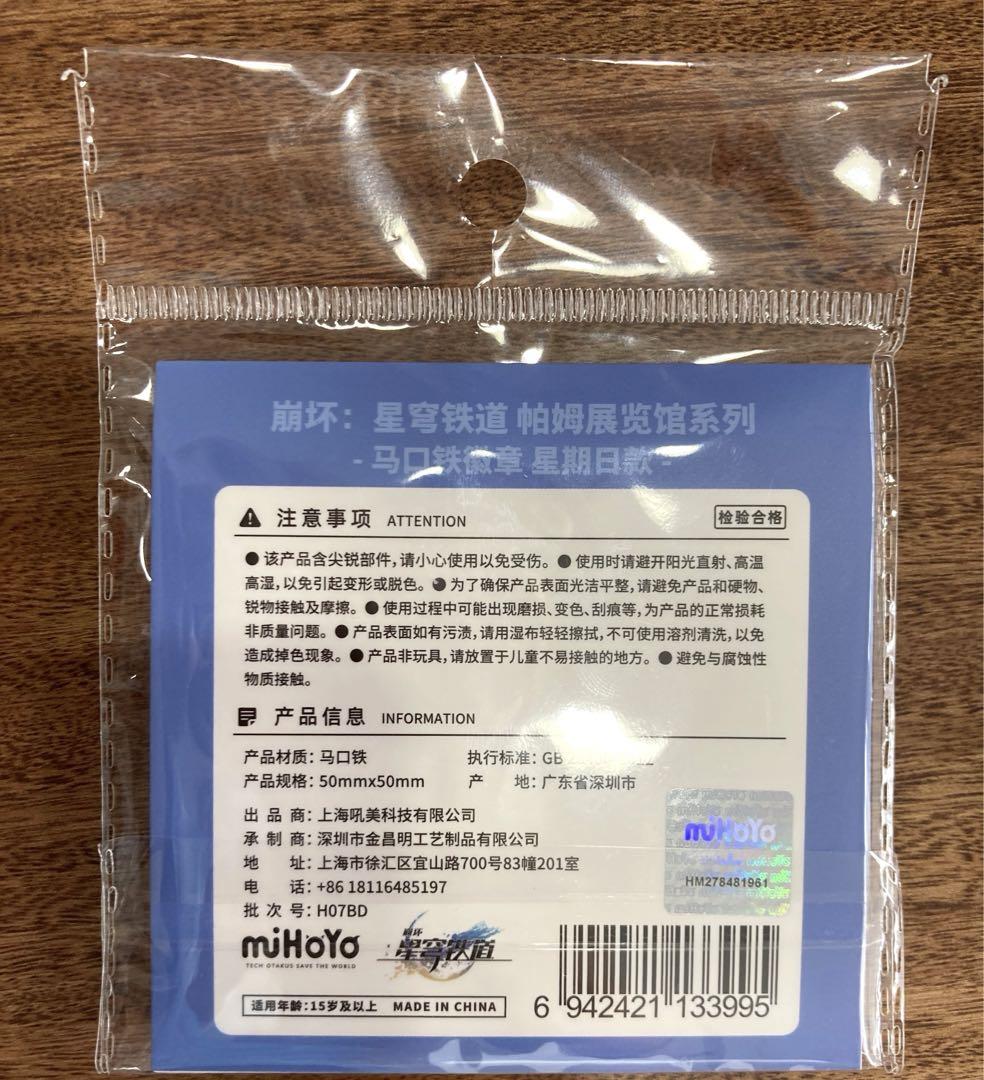 崩坏：星穹铁道 帕姆展览馆系列
- 马口铁徽章 星期日款 -
注意事项 ATTENTION 检验合格
● 该产品含尖锐部件，请小心使用以免受伤。● 使用时请避开阳光直射、高温
高湿，以免引起变形或脱色。● 为了确保产品表面光洁平整，请避免产品和硬物、
锐物接触及摩擦。● 使用过程中可能出现磨损、变色、刮痕等，为产品的正常损耗
非质量问题。● 产品表面如有污渍，请用湿布轻轻擦拭，不可使用溶剂清洗，以免
造成掉色现象。● 产品非玩具，请放置于儿童不易接触的地方。● 避免与腐蚀性
物质接触。
产品信息 INFORMATION
产品材质：马口铁 执行标准：GB
产品规格：50mmx50mm 产 地：广东省深圳市
出品商：上海吼美科技有限公司
承制商：深圳市金昌明工艺制品有限公司
地 址：上海市徐汇区宜山路700号83幢201室
电 话：+86 18116485197
批次号：H07BD
miHoYo
HM278481961
miHoYo
TECH OTAKUS SAVE THE WORLD
崩坏
星穹铁道
适用年龄：15岁及以上 MADE IN CHINA
6 942421 133995